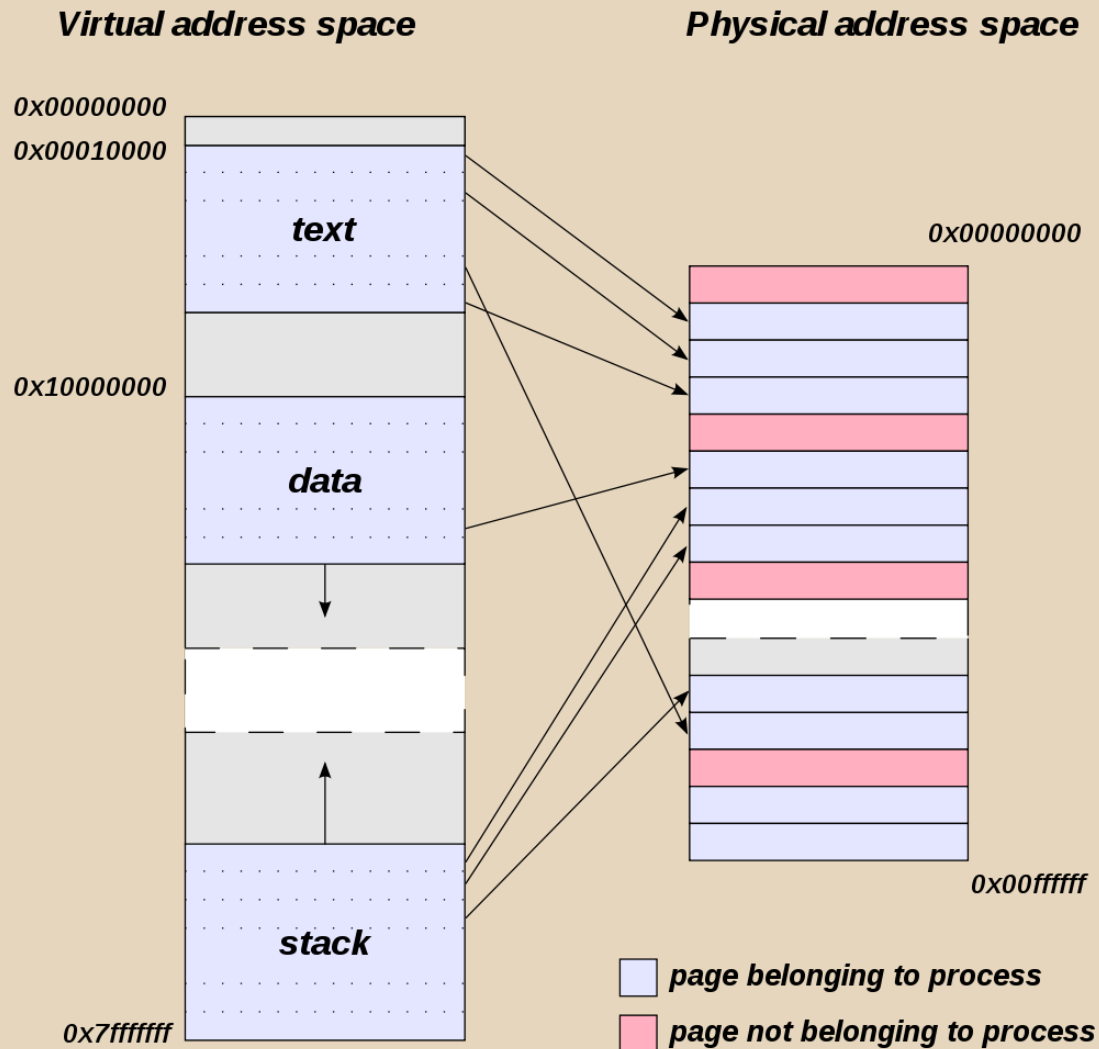 Virtual address space
Physical address space
0x00000000
0x00010000
text
0x10000000
data
stack
0x7fffffff
0x00000000
0x00ffffff
page belonging to process
page not belonging to process